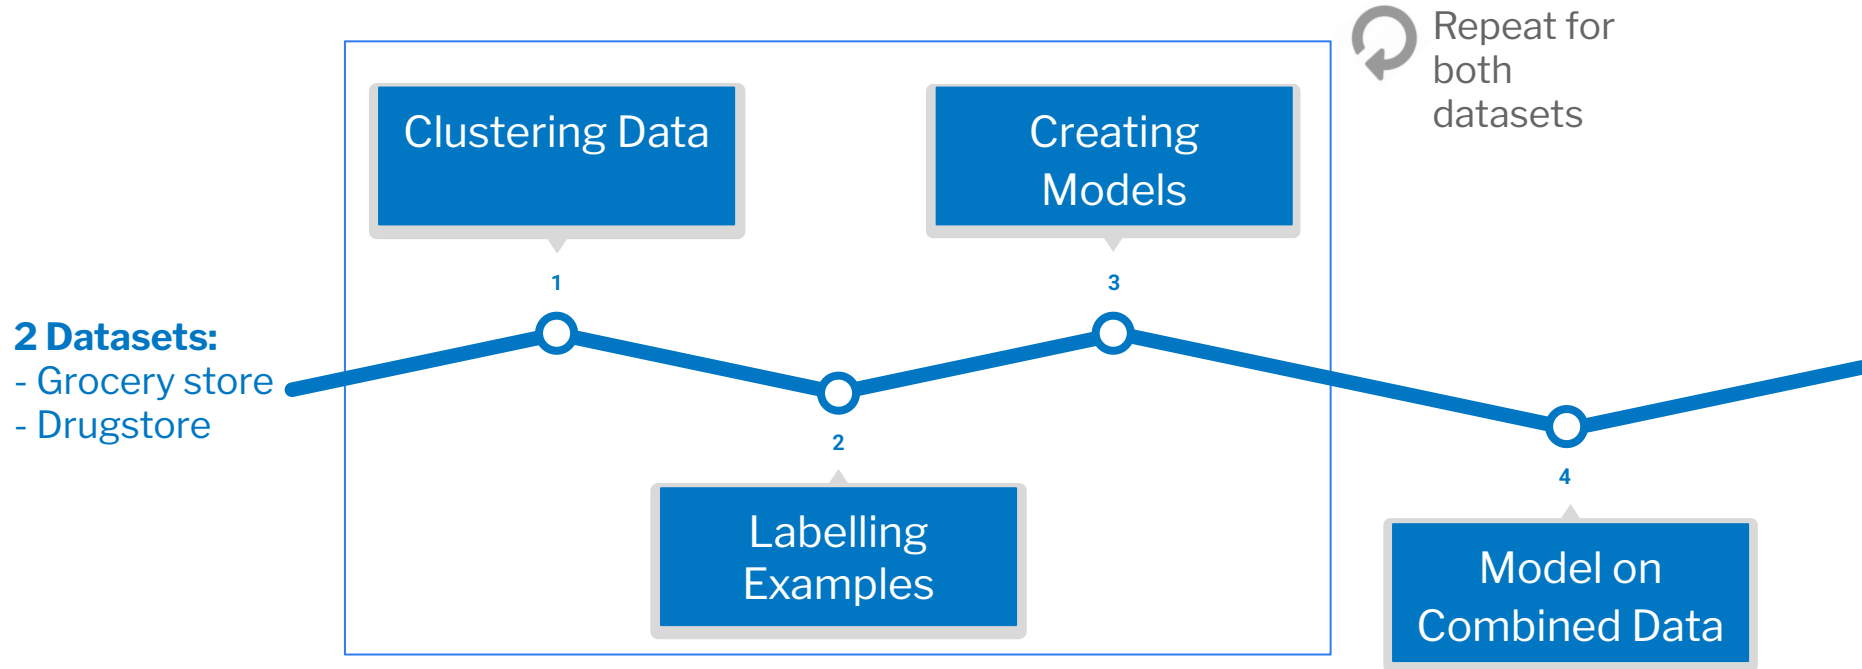 Repeat for
both
datasets
Clustering Data
Creating
Models
1
3
2 Datasets:
- Grocery store
- Drugstore
2
4
Labelling
Examples
Model on
Combined Data